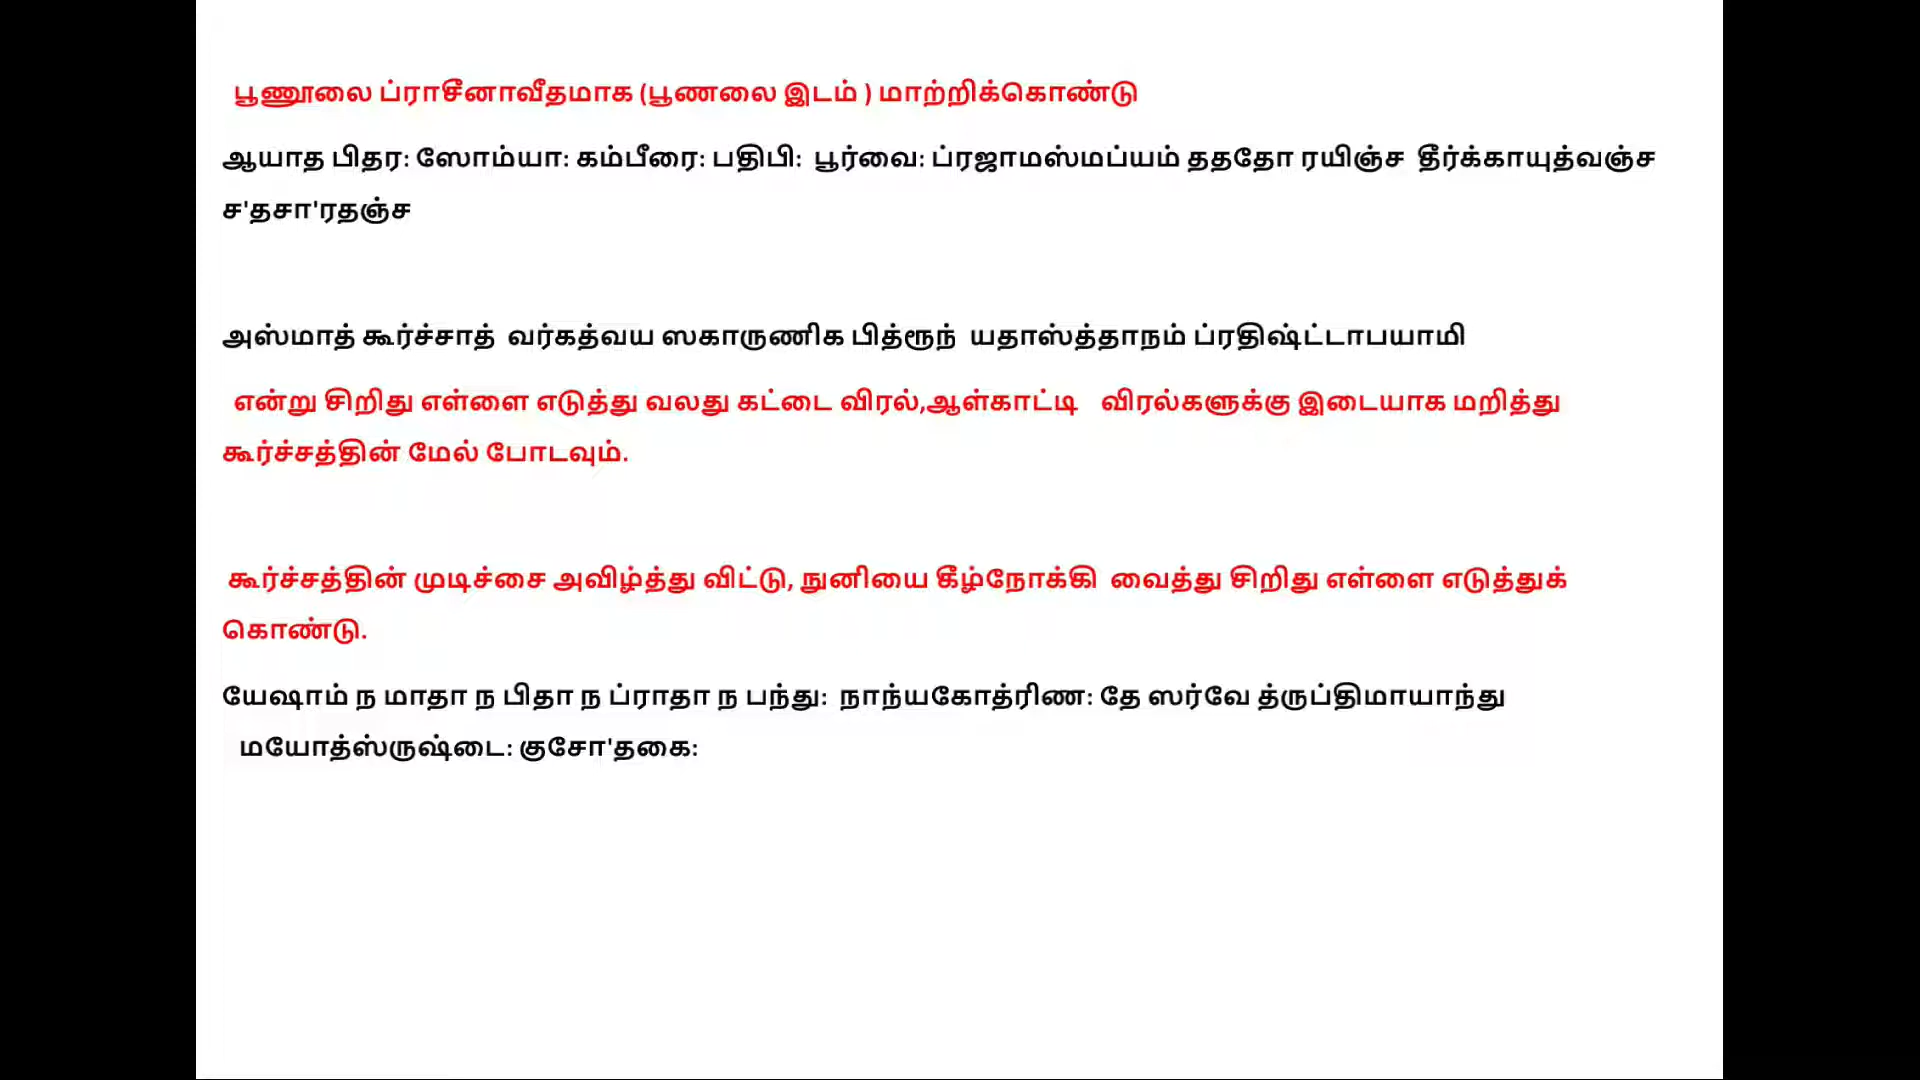 பூணூலை ப்ராசீனாவீதமாக (பூணலை இடம் ) மாற்றிக்கொண்டு
ஆயாத பிதர: ஸோம்யா: கம்பீரை: பதிபி: பூர்வை: ப்ரஜாமஸ்மப்யம் தததோ ரயிஞ்ச தீர்க்காயுத்வஞ்ச
ச'தசா'ரதஞ்ச
அஸ்மாத் கூர்ச்சாத் வர்கத்வய ஸகாருணிக பித்ரூந் யதாஸ்த்தாநம் ப்ரதிஷ்ட்டாபயாமி
என்று சிறிது எள்ளை எடுத்து வலது கட்டை விரல்,ஆள்காட்டி விரல்களுக்கு இடையாக மறித்து
கூர்ச்சத்தின் மேல் போடவும்.
கூர்ச்சத்தின் முடிச்சை அவிழ்த்து விட்டு, நுனியை கீழ்நோக்கி வைத்து சிறிது எள்ளை எடுத்துக்
கொண்டு.
யேஷாம் ந மாதா ந பிதா ந ப்ராதா ந பந்து: நாந்யகோத்ரிண: தே ஸர்வே த்ருப்திமாயாந்து
மயோத்ஸ்ருஷ்டை: குசோ'தகை: